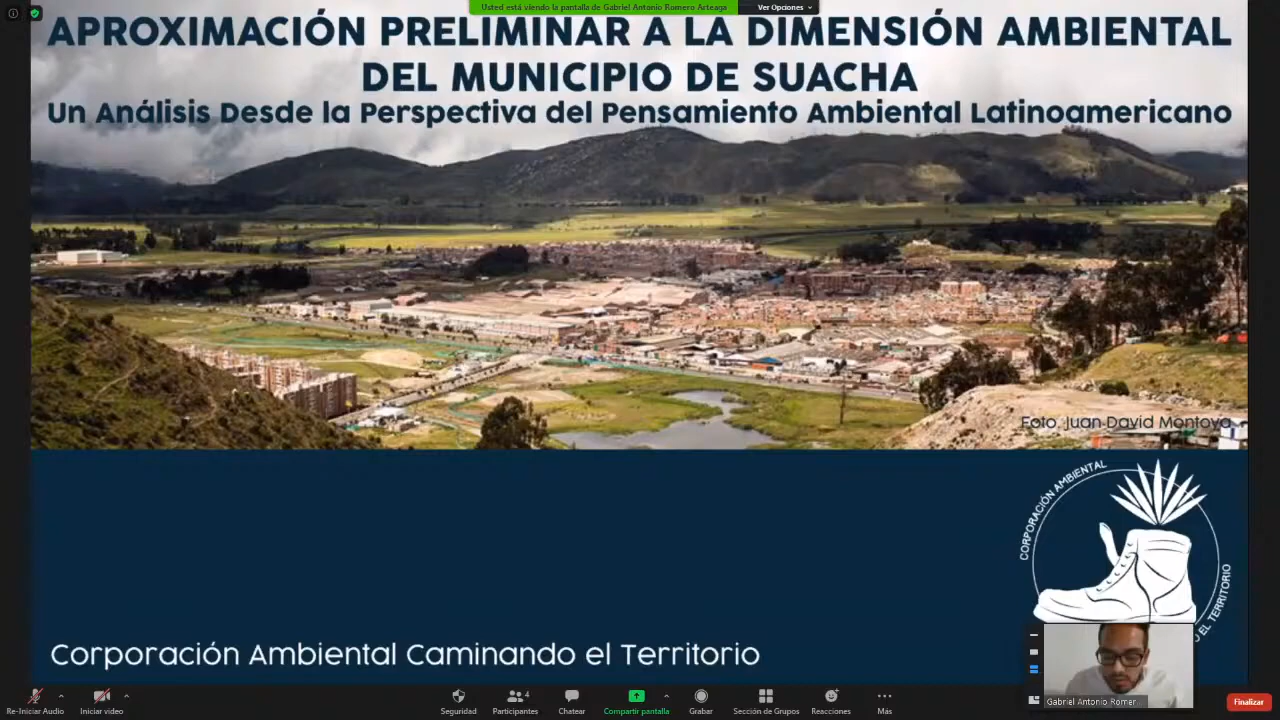 Usted está viendo la pantalla de Gabriel Antonio Romero Arteaga
Ver Opciones
APROXIMACIÓN PRELIMINAR A LA DIMENSIÓN AMBIENTAL
DEL MUNICIPIO DE SUACHA
Un Análisis Desde la Perspectiva del Pensamiento Ambiental Latinoamericano
Foto: Juan David Montoya
CORPORACIÓN AMBIENTAL
O EL TERRITORIO
Corporación Ambiental Caminando el Territorio
Gabriel Antonio Romer
Re-Iniciar Audio
Iniciar video
Seguridad
Participantes
4
Chatear
Compartir pantalla
Grabar
Sección de Grupos
Reacciones
Más
Finalizar